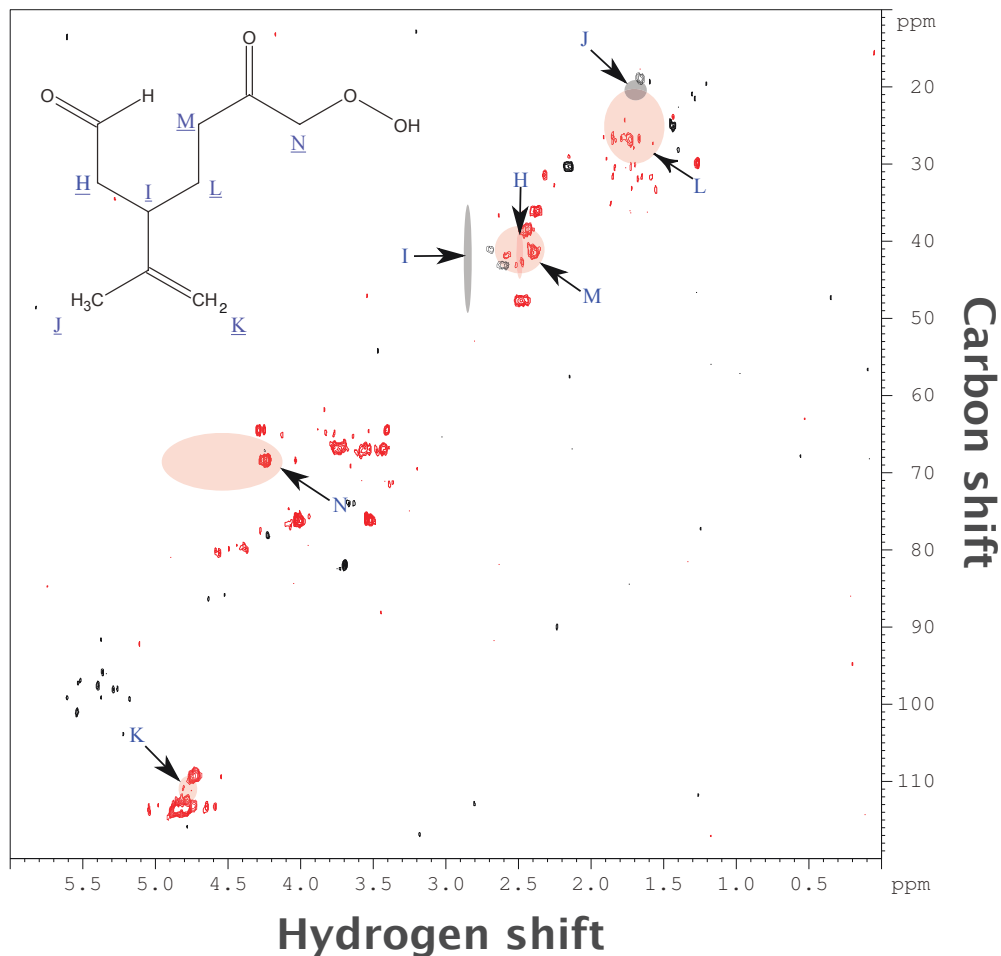 ppm
J
20
O
O
H
O
M
OH
N
30
H
L
H
I
L
40
I
M
H3C
CH2
50
J
K
60
70
N
80
90
100
K
110
5.5 5.0 4.5 4.0 3.5 3.0 2.5 2.0 1.5 1.0 0.5 ppm
Hydrogen shift
Carbon shift